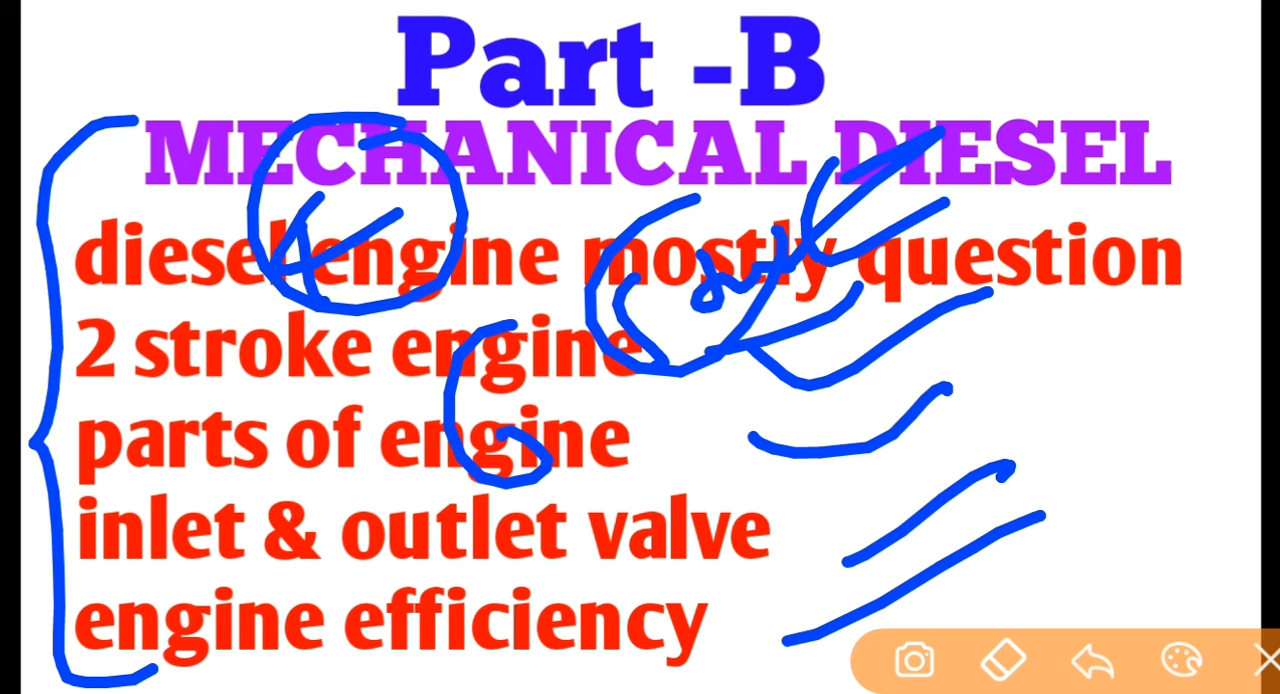 Part -B
MECHANICAL DIESEL
diesel engine mostly question
2 stroke engine
parts of engine
inlet & outlet valve
engine efficiency